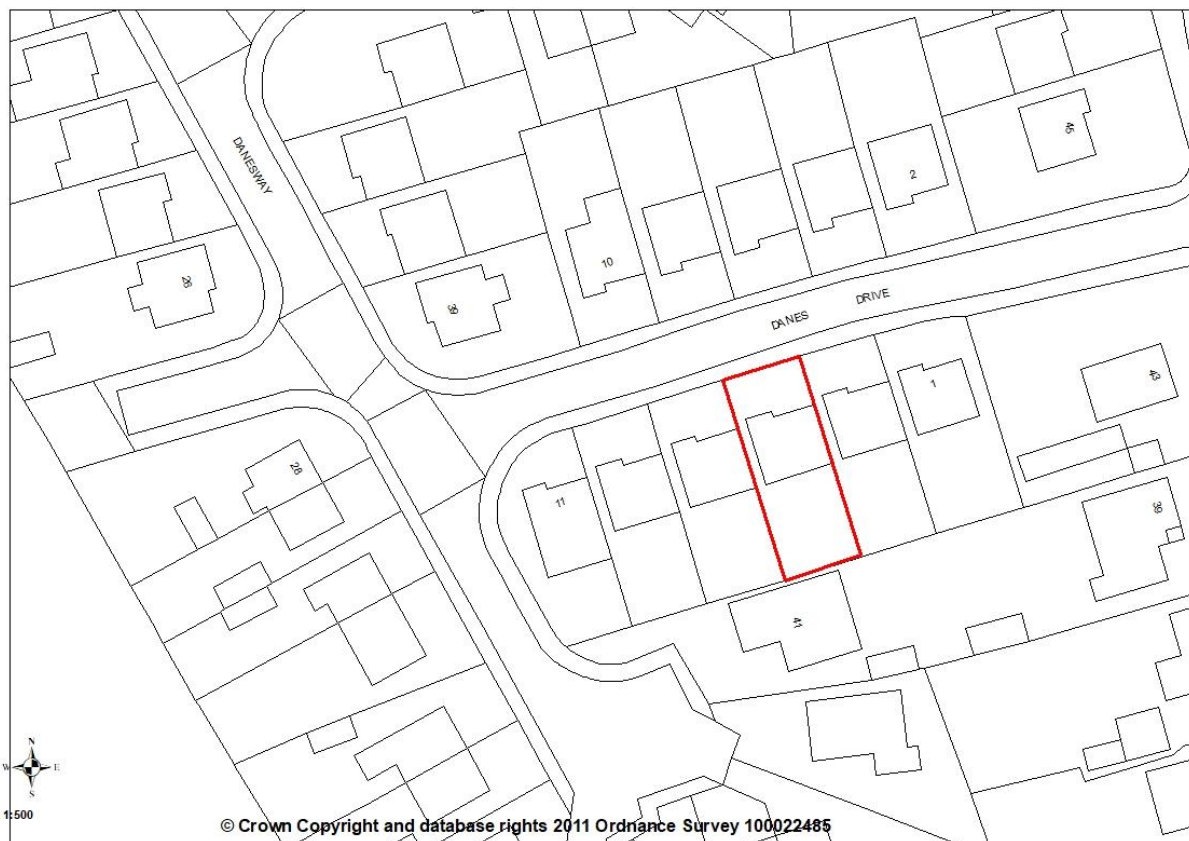 DANESWAY
45
2
10
26
38
DANES DRIVE
1
43
28
11
39
41
N
W E
S
1:500
© Crown Copyright and database rights 2011 Ordnance Survey 100022485